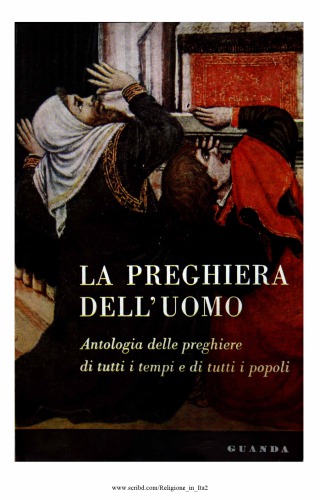 LA PREGHIERA
DELL'UOMO
Antologia delle preghiere
di tutti i tempi e di tutti i popoli
GUANDA
www.scribd.com/Religione_in_Ita2